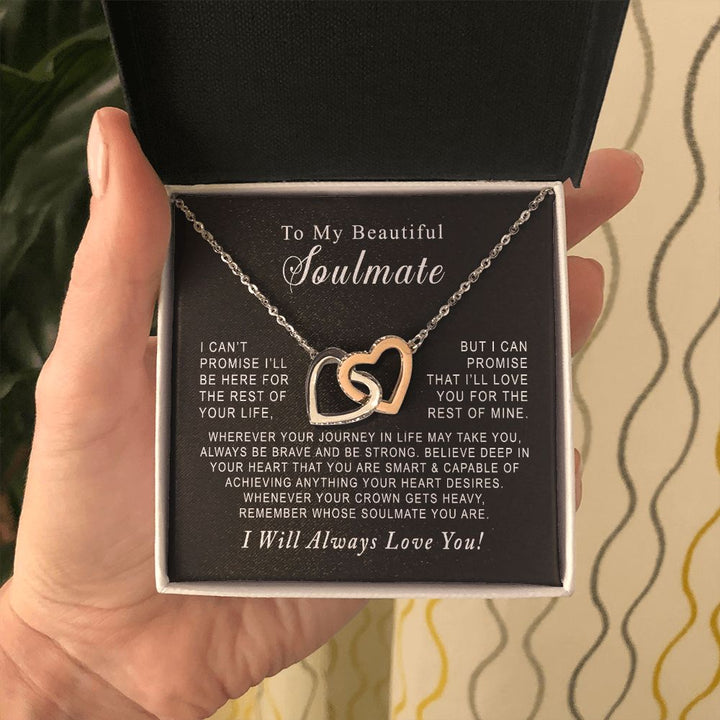 To My Beautiful
Soulmate
I CAN'T
PROMISE I'LL
BE HERE FOR
THE REST OF
YOUR LIFE,
BUT I CAN
PROMISE
THAT I'LL LOVE
YOU FOR THE
REST OF MINE.
WHEREVER YOUR JOURNEY IN LIFE MAY TAKE YOU,
ALWAYS BE BRAVE AND BE STRONG. BELIEVE DEEP IN
YOUR HEART THAT YOU ARE SMART & CAPABLE OF
ACHIEVING ANYTHING YOUR HEART DESIRES.
WHENEVER YOUR CROWN GETS HEAVY,
REMEMBER WHOSE SOULMATE YOU ARE.
I Will Always Love You!